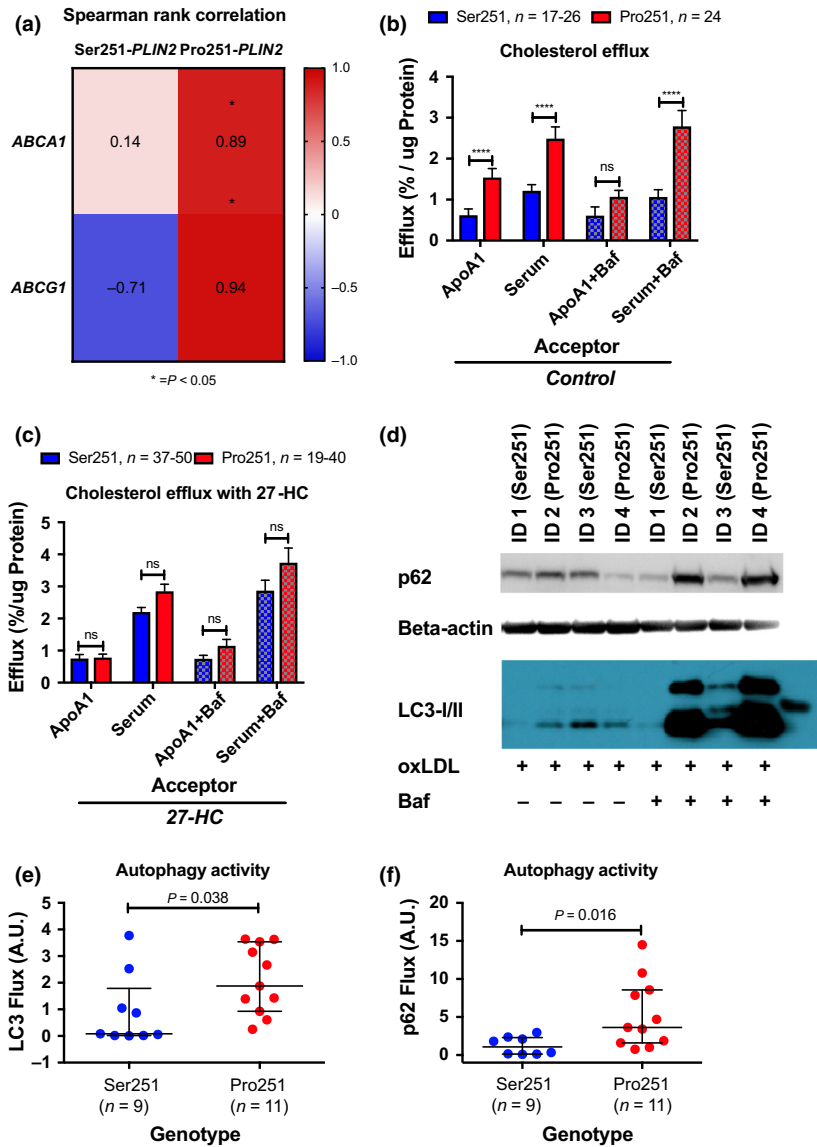 (a)
Spearman rank correlation
Ser251-PLIN2 Pro251-PLIN2
ABCA1
ABCG1
0.14
*
0.89
–0.71
*
0.94
1.0
0.5
0
–0.5
–1.0
* =P < 0.05
(b)
Ser251, n = 17-26 Pro251, n = 24
Cholesterol efflux
Efflux (% / ug Protein)
4
3
2
1
0
****
****
ns
****
ApoA1
Serum
ApoA1+Baf
Serum+Baf
Acceptor
Control
(c)
Ser251, n = 37-50 Pro251, n = 19-40
Cholesterol efflux with 27-HC
Efflux (%/ug Protein)
5
4
3
2
1
0
ns
ns
ns
ns
ApoA1
Serum
ApoA1+Baf
Serum+Baf
Acceptor
27-HC
(d)
ID 1 (Ser251)
ID 2 (Pro251)
ID 3 (Ser251)
ID 4 (Pro251)
ID 1 (Ser251)
ID 2 (Pro251)
ID 3 (Ser251)
ID 4 (Pro251)
p62
Beta-actin
LC3-I/II
oxLDL + + + + + + + +
Baf – – – – + + + +
(e)
Autophagy activity
P = 0.038
LC3 Flux (A.U.)
5
4
3
2
1
0
–1
Ser251 Pro251
(n = 9) (n = 11)
Genotype
(f)
Autophagy activity
P = 0.016
p62 Flux (A.U.)
20
15
10
5
0
Ser251 Pro251
(n = 9) (n = 11)
Genotype